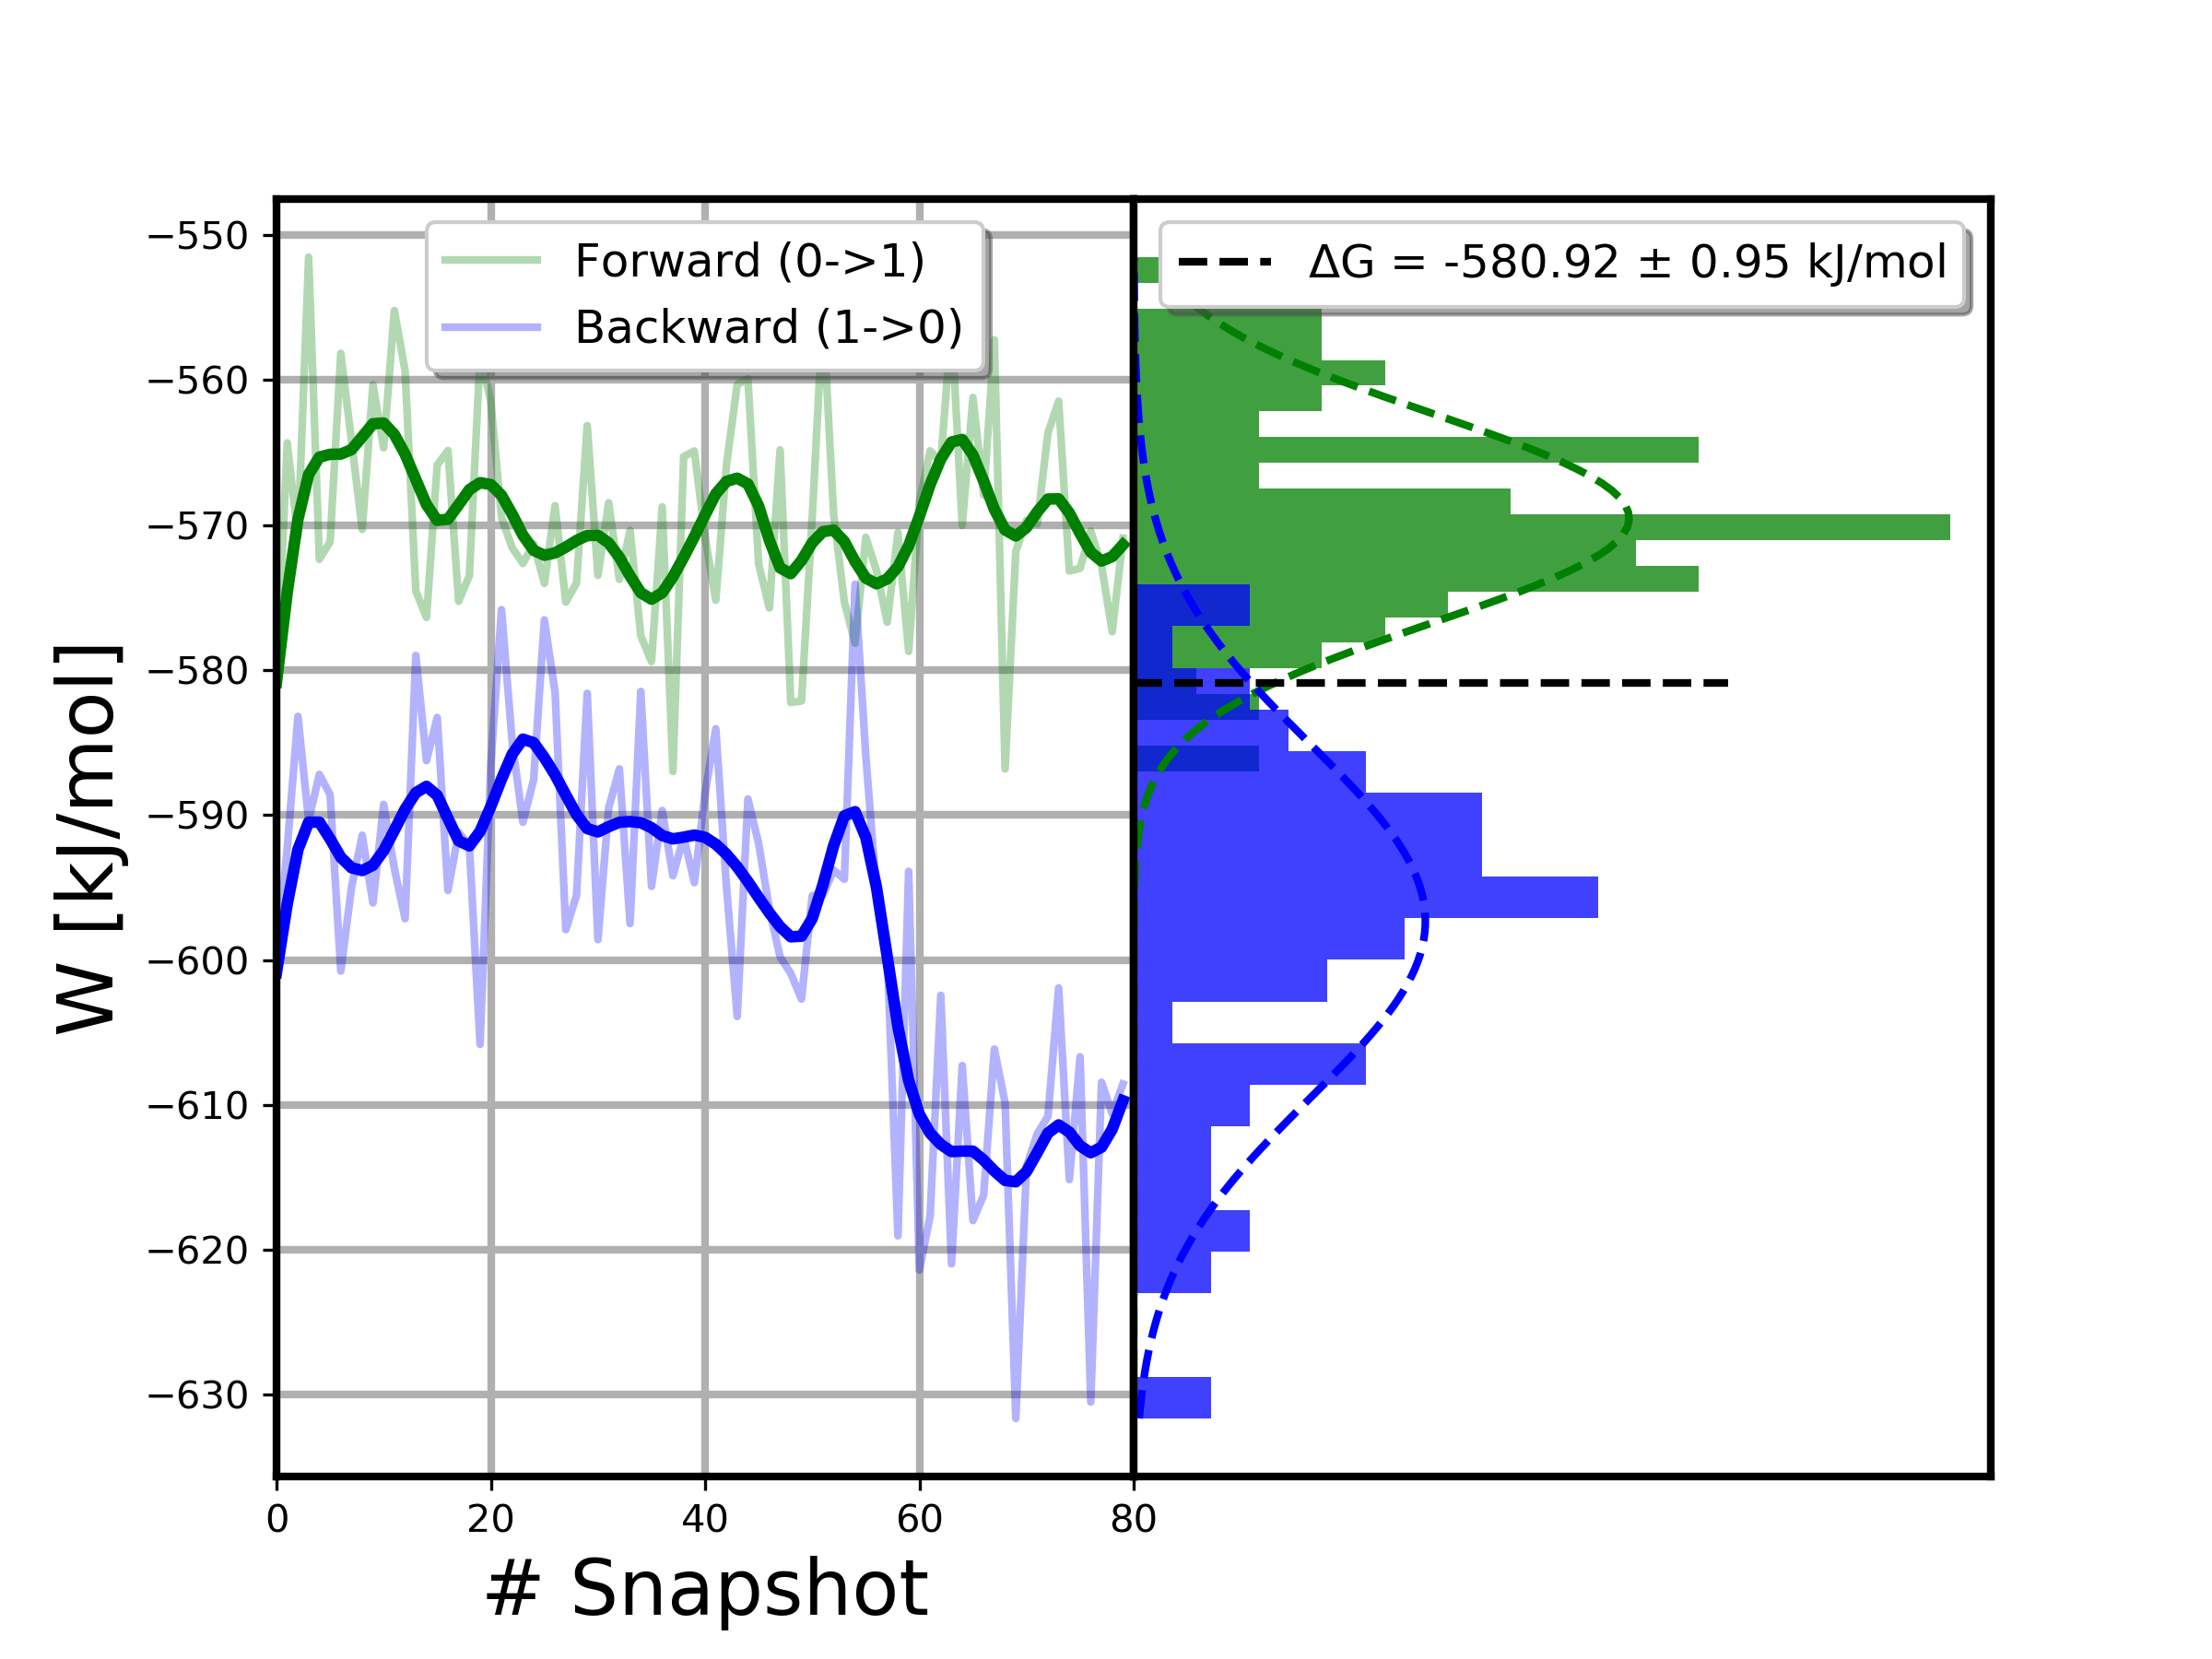 Forward (0->1)
Backward (1->0)
ΔG = -580.92 ± 0.95 kJ/mol
W [kJ/mol]
−550
−560
−570
−580
−590
−600
−610
−620
−630
0 20 40 60 80
# Snapshot